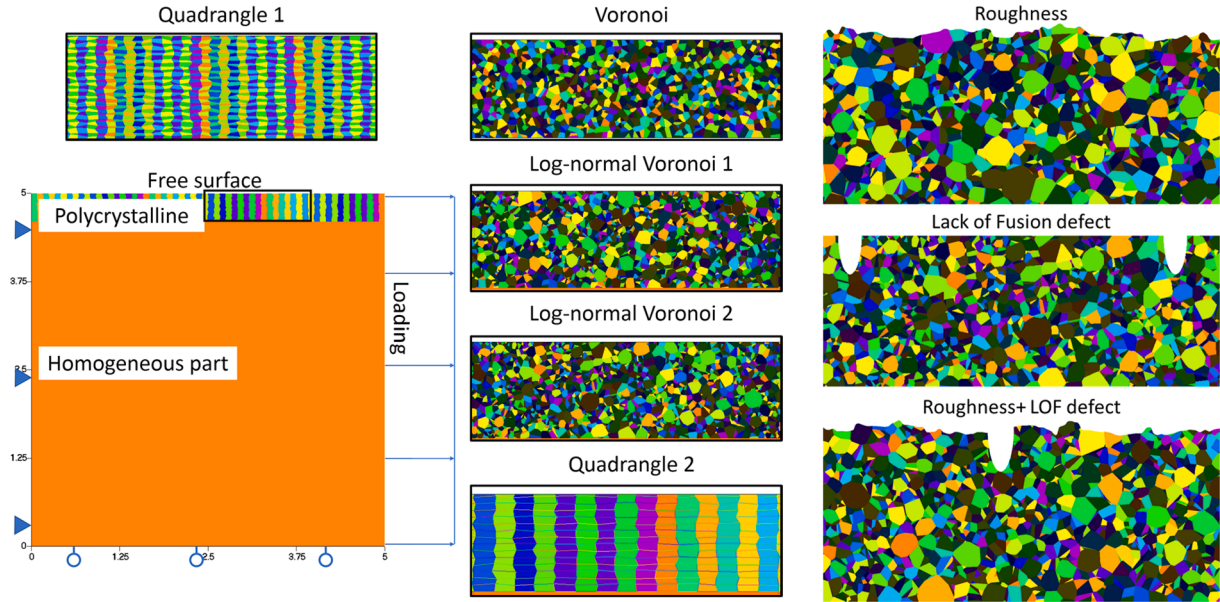 Quadrangle 1
Free surface
5
Polycrystalline
3.75
Homogeneous part
1.25
0
0
1.25
2.5
3.75
5
Loading
Voronoi
Log-normal Voronoi 1
Log-normal Voronoi 2
Quadrangle 2
Roughness
Lack of Fusion defect
Roughness+ LOF defect